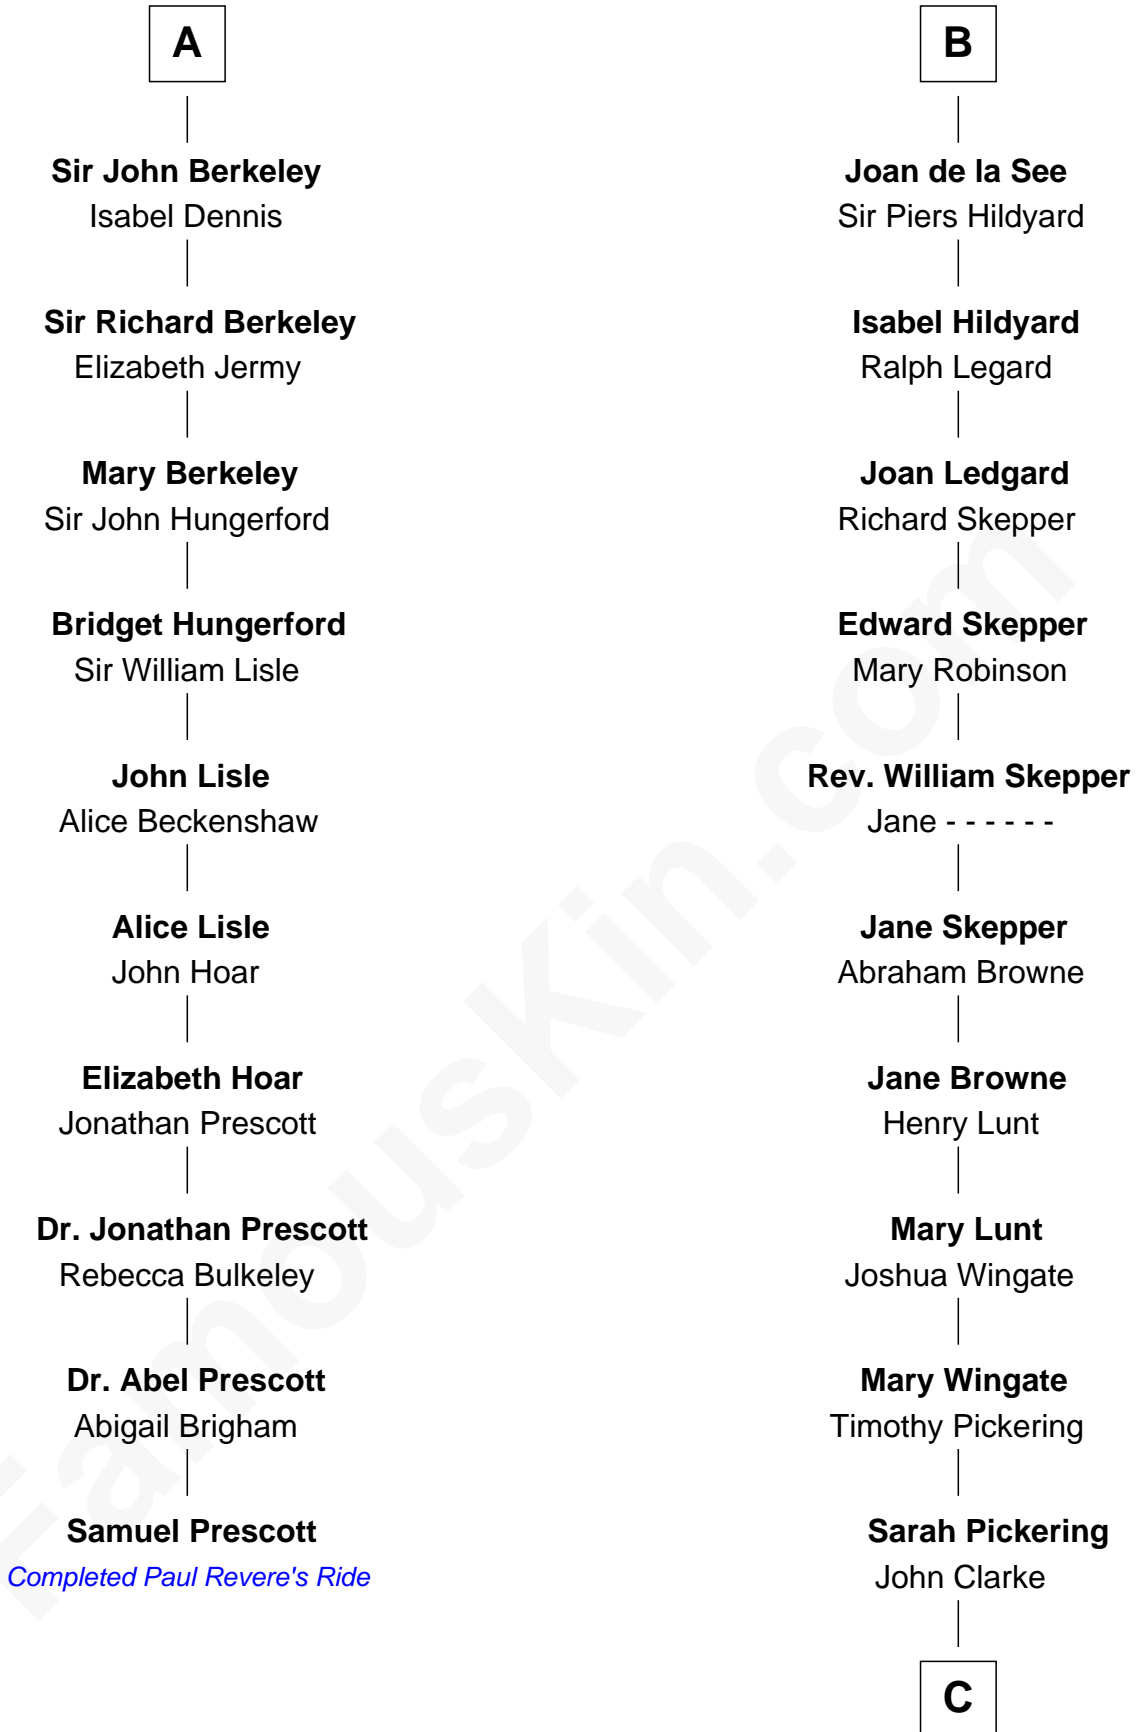 A
Sir John Berkeley
Isabel Dennis
Sir Richard Berkeley
Elizabeth Jermy
Mary Berkeley
Sir John Hungerford
Bridget Hungerford
Sir William Lisle
John Lisle
Alice Beckenshaw
Alice Lisle
John Hoar
Elizabeth Hoar
Jonathan Prescott
Dr. Jonathan Prescott
Rebecca Bulkeley
Dr. Abel Prescott
Abigail Brigham
Samuel Prescott
Completed Paul Revere's Ride
B
Joan de la See
Sir Piers Hildyard
Isabel Hildyard
Ralph Legard
Joan Ledgard
Richard Skepper
Edward Skepper
Mary Robinson
Rev. William Skepper
Jane - - - - - -
Jane Skepper
Abraham Browne
Jane Browne
Henry Lunt
Mary Lunt
Joshua Wingate
Mary Wingate
Timothy Pickering
Sarah Pickering
John Clarke
C
FamousKin.com